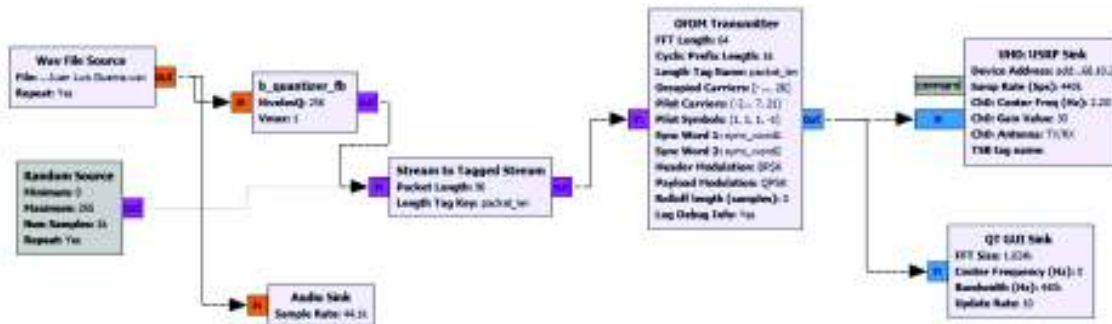 Wav File Source
File: ...Juan Luis Guerra.wav
Repeat: Yes
out
Random Source
Minimum: 0
Maximum: 255
Num Samples: 1k
Repeat: Yes
out
b_quantizer_fb
NivelesQ: 256
Vmax: 1
in
out
Audio Sink
Sample Rate: 44.1k
in
Stream to Tagged Stream
Packet Length: 96
Length Tag Key: packet_len
in
out
OFDM Transmitter
FFT Length: 64
Cyclic Prefix Length: 16
Length Tag Name: packet_len
Occupied Carriers: (-... 26)
Pilot Carriers: (-2... 7, 21)
Pilot Symbols: (1, 1, 1, -1)
Sync Word 1: sync_word1
Sync Word 2: sync_word2
Header Modulation: BPSK
Payload Modulation: QPSK
Rolloff length (samples): 0
Log Debug Info: Yes
in
out
UHD: USRP Sink
Device Address: add...68.10.2
Samp Rate (Sps): 440k
Ch0: Center Freq (Hz):
Ch0: Gain Value: 30
Ch0: Antenna: TX/RX
TSB tag name:
command
in
QT GUI Sink
FFT Size: 1.024k
Center Frequency (Hz): 0
Bandwidth (Hz): 440k
Update Rate: 10
in